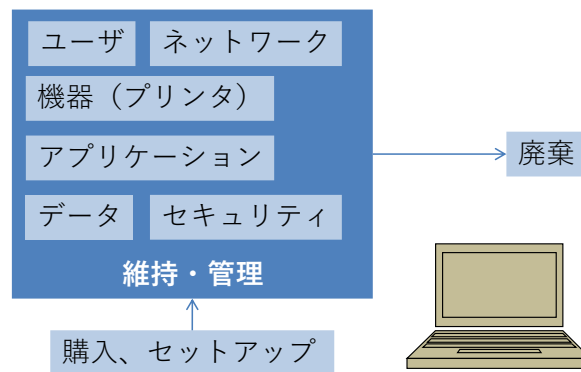 ユーザ ネットワーク
機器（プリンタ）
アプリケーション
廃棄
データ セキュリティ
維持・管理
購入、セットアップ